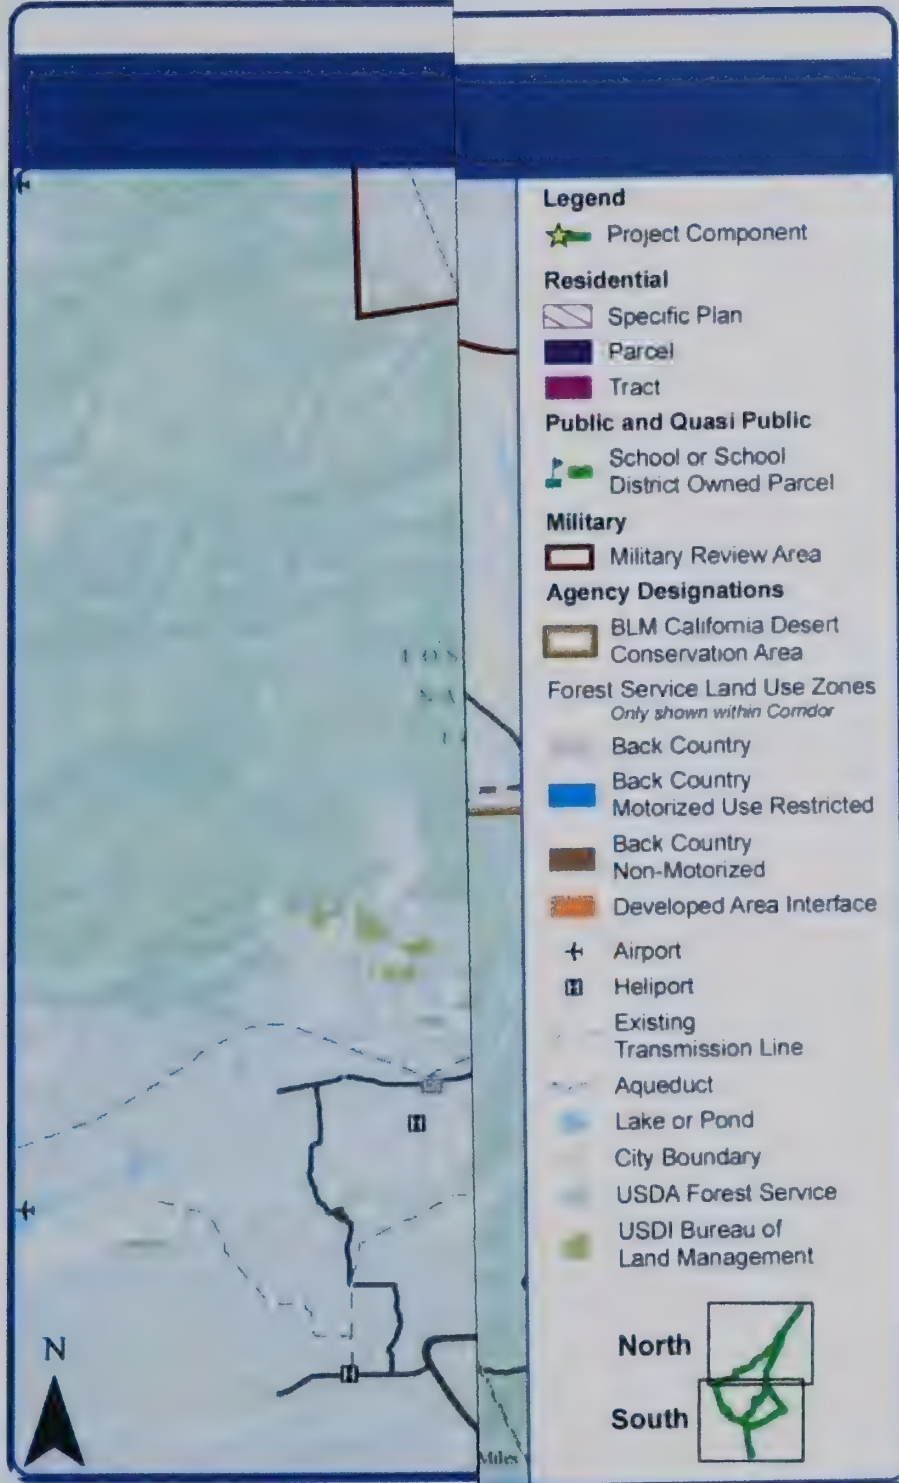 Legend
Project Component
Residential
Specific Plan
Parcel
Tract
Public and Quasi Public
School or School
District Owned Parcel
Military
Military Review Area
Agency Designations
BLM California Desert
Conservation Area
Forest Service Land Use Zones
Only shown within Corridor
Back Country
Back Country
Motorized Use Restricted
Back Country
Non-Motorized
Developed Area Interface
Airport
H Heliport
Existing
Transmission Line
Aqueduct
Lake or Pond
City Boundary
USDA Forest Service
USDI Bureau of
Land Management
North
South
L O S
N A
H
H
N
Miles